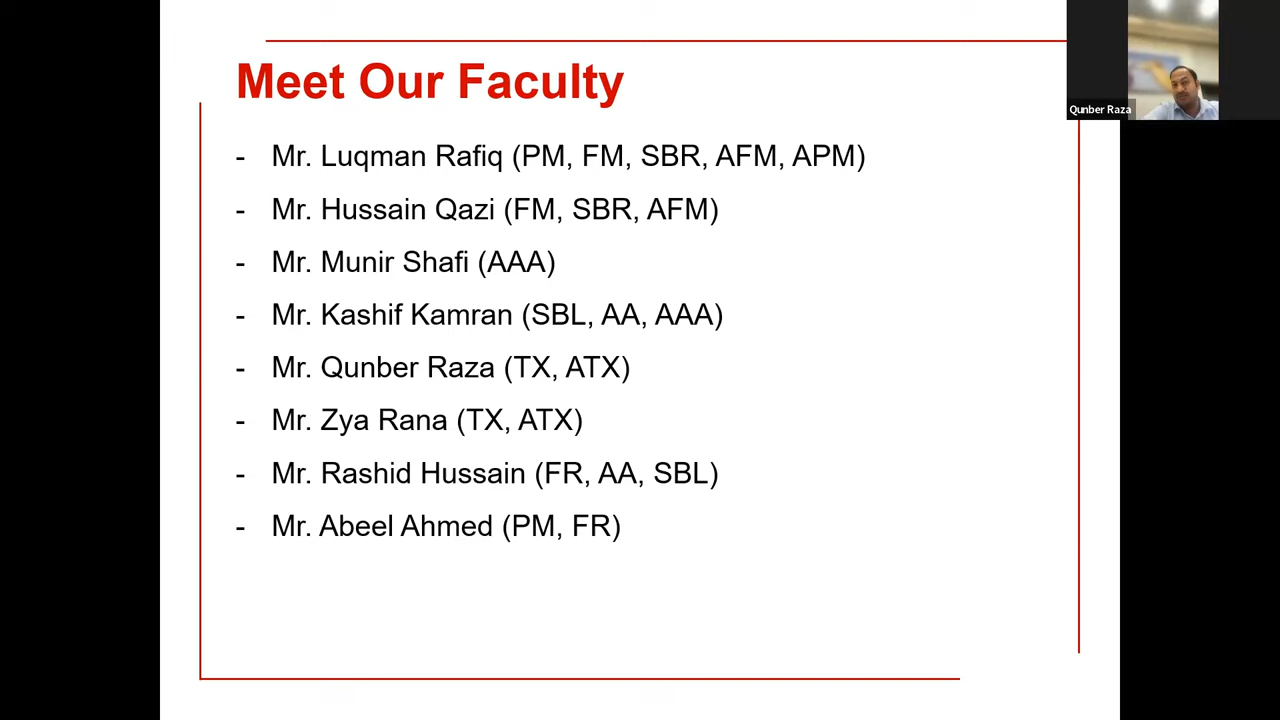 Meet Our Faculty
- Mr. Luqman Rafiq (PM, FM, SBR, AFM, APM)
- Mr. Hussain Qazi (FM, SBR, AFM)
- Mr. Munir Shafi (AAA)
- Mr. Kashif Kamran (SBL, AA, AAA)
- Mr. Qunber Raza (TX, ATX)
- Mr. Zya Rana (TX, ATX)
- Mr. Rashid Hussain (FR, AA, SBL)
- Mr. Abeel Ahmed (PM, FR)
Qunber Raza